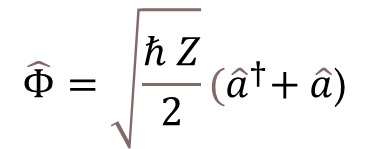 Φ̂ = √(ħ Z / 2) (â† + â)